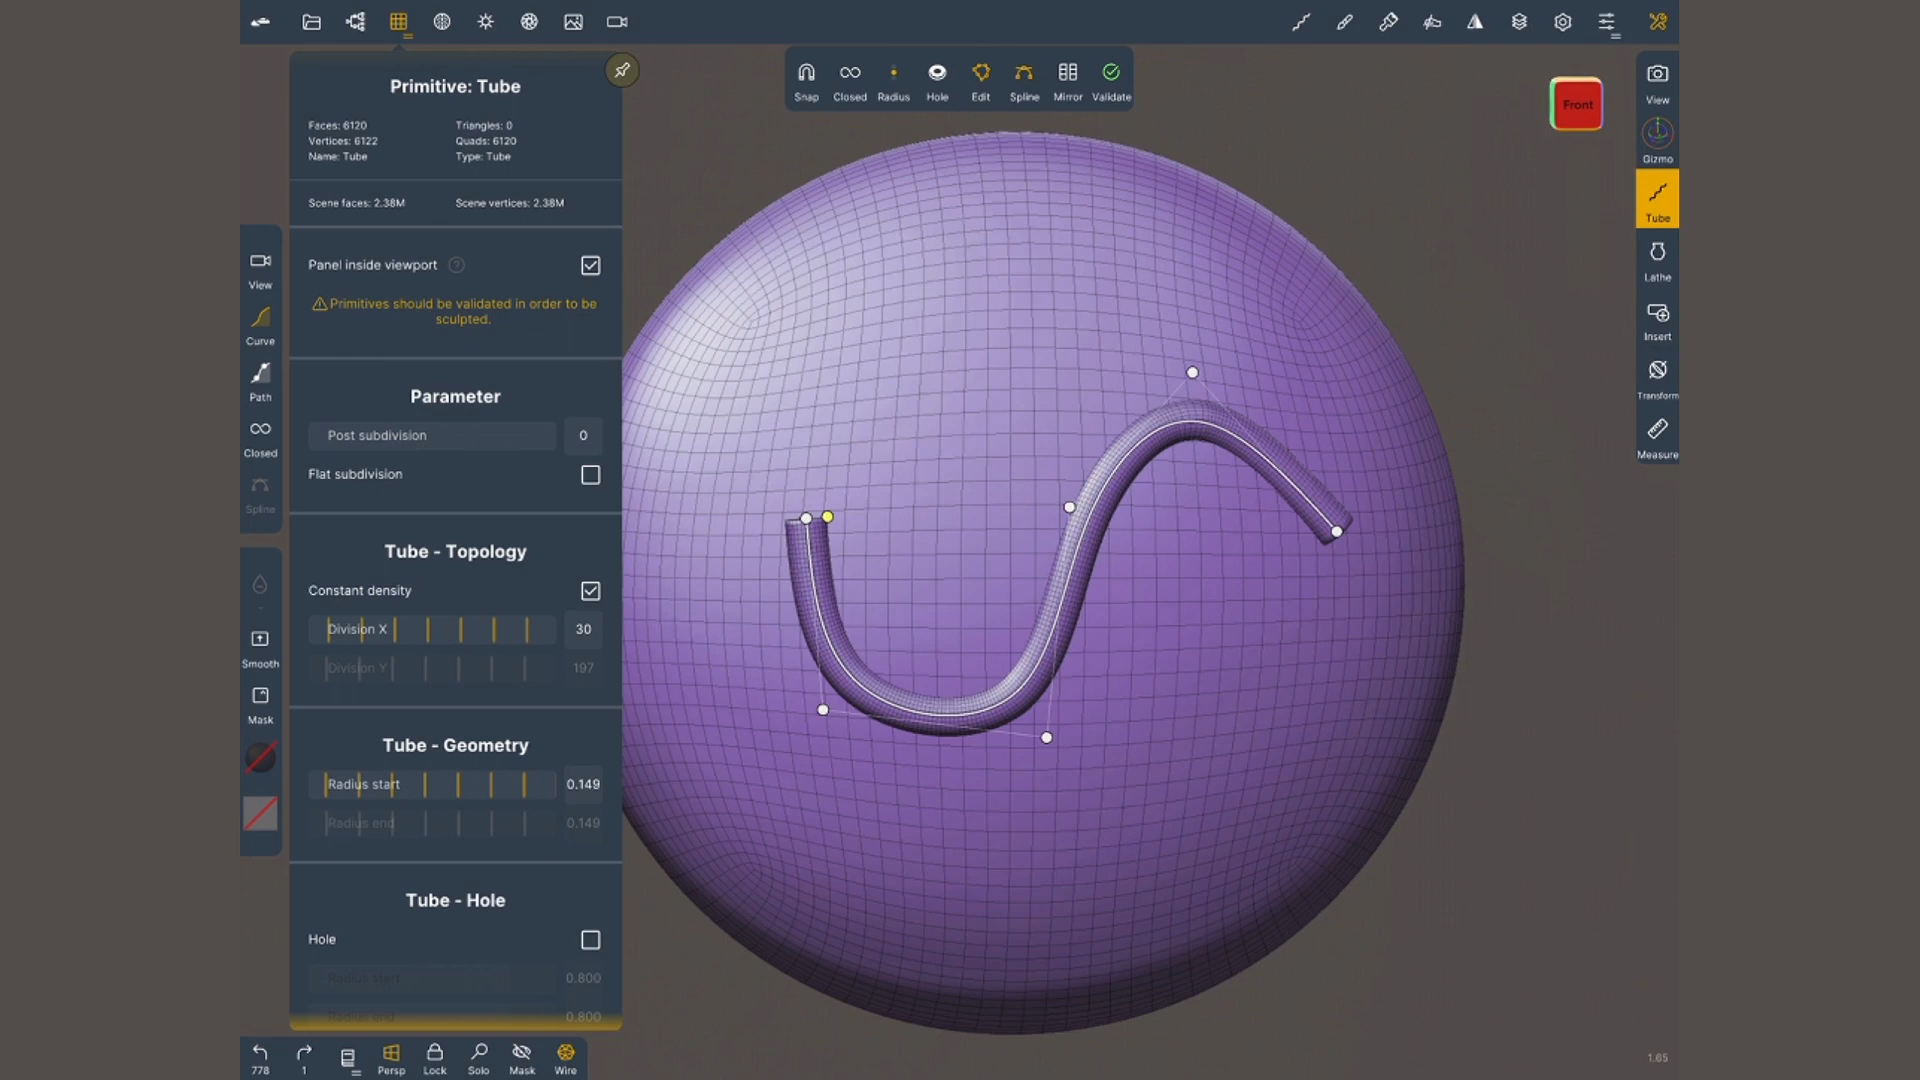 Primitive: Tube
Faces: 6120
Triangles: 0
Vertices: 6122
Quads: 6120
Name: Tube
Type: Tube
Scene faces: 2.38M
Scene vertices: 2.38M
Panel inside viewport ?
Primitives should be validated in order to be
sculpted.
Parameter
Post subdivision 0
Flat subdivision
Tube - Topology
Constant density
Division X 30
Division Y 197
Tube - Geometry
Radius start 0.149
Radius end 0.149
Tube - Hole
Hole
Radius start 0.800
Radius end 0.800
View
Curve
Path
Closed
Spline
Smooth
Mask
Snap Closed Radius Hole Edit Spline Mirror Validate
Front
View
Gizmo
Tube
Lathe
Insert
Transform
Measure
778 1 Persp Lock Solo Mask Wire
1.65